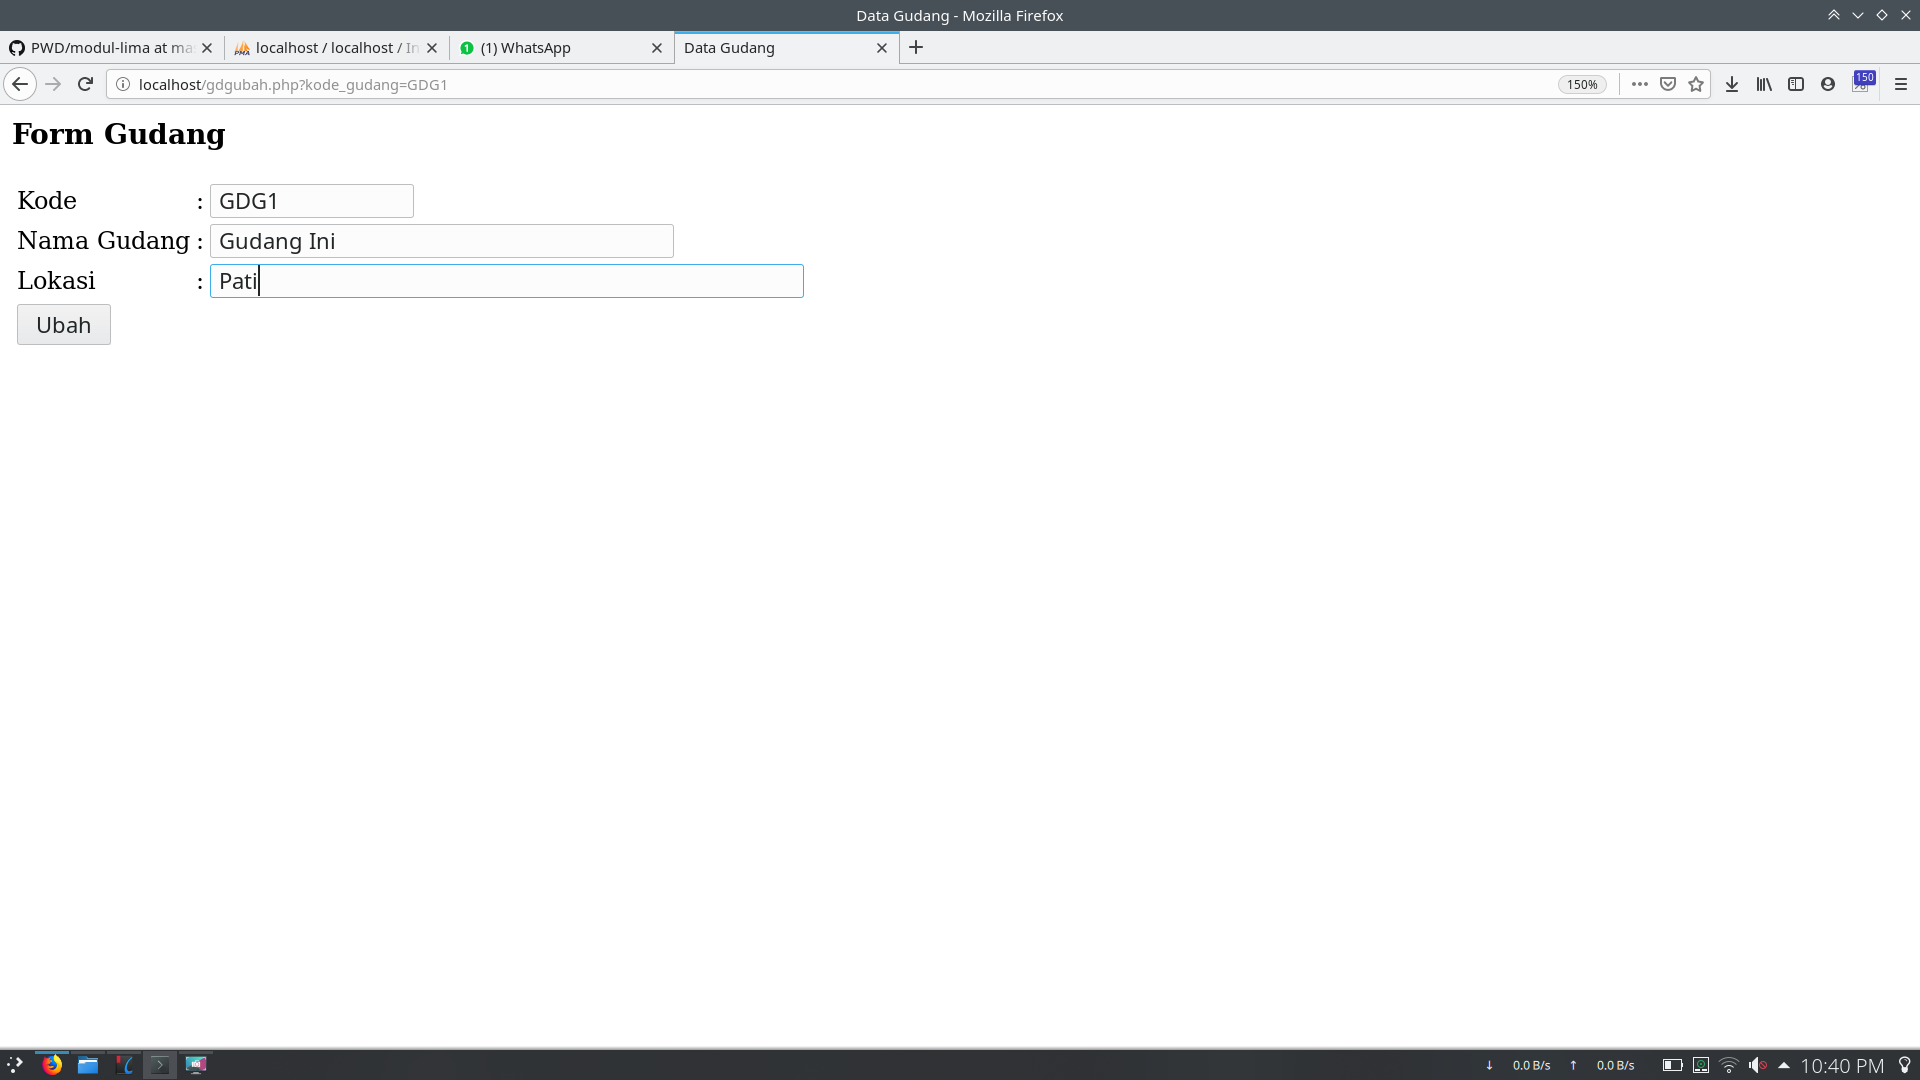 Data Gudang - Mozilla Firefox
PWD/modul-lima at ma
localhost / localhost / In
(1) WhatsApp
Data Gudang
localhost/gdgubah.php?kode_gudang=GDG1
150%
150
Form Gudang
Kode : GDG1
Nama Gudang : Gudang Ini
Lokasi : Pati
Ubah
↓ 0.0 B/s ↑ 0.0 B/s
10:40 PM